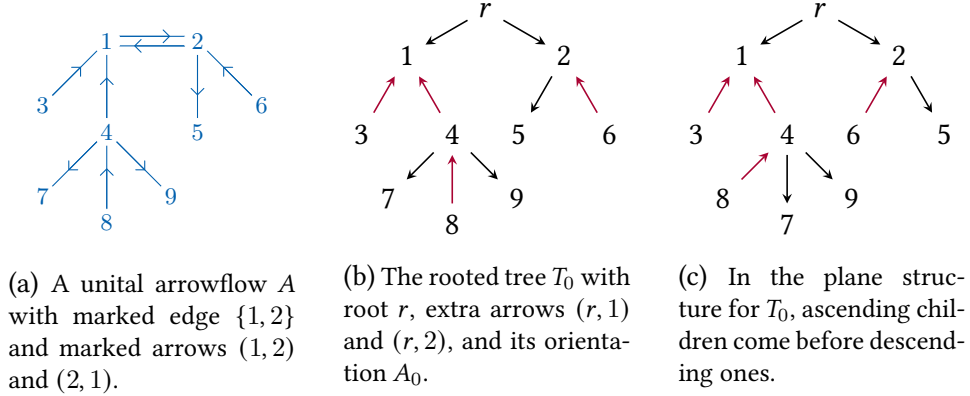 r
r
1 2
1 2
1 2
3 6
4 5
3 4 5 6
3 4 6 5
7 9
8
7 9
8
8 7 9
(a) A unital arrowflow A
with marked edge {1, 2}
and marked arrows (1, 2)
and (2, 1).
(b) The rooted tree T₀ with
root r, extra arrows (r, 1)
and (r, 2), and its orienta-
tion A₀.
(c) In the plane struc-
ture for T₀, ascending chil-
dren come before descend-
ing ones.